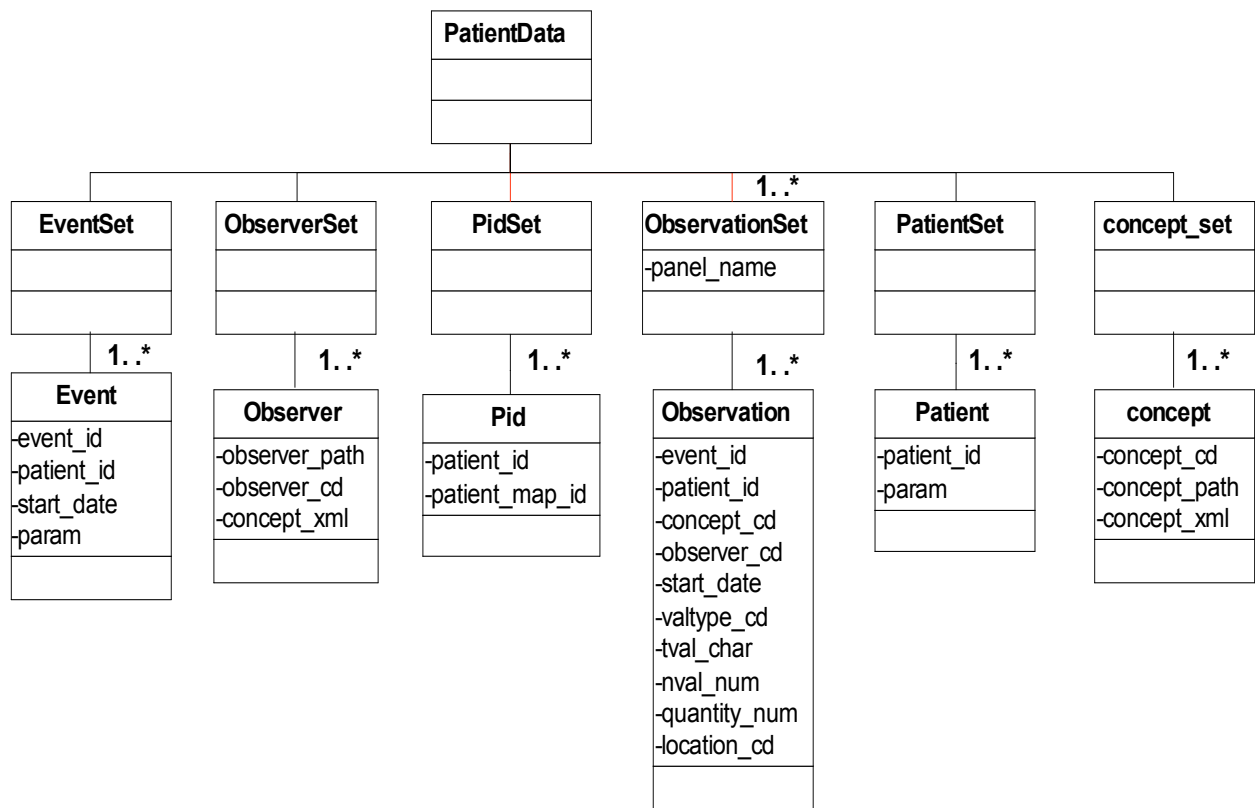 PatientData
1. .*
EventSet
ObserverSet
PidSet
ObservationSet
-panel_name
PatientSet
concept_set
1. .*
1. .*
1. .*
1. .*
1. .*
1. .*
Event
-event_id
-patient_id
-start_date
-param
Observer
-observer_path
-observer_cd
-concept_xml
Pid
-patient_id
-patient_map_id
Observation
-event_id
-patient_id
-concept_cd
-observer_cd
-start_date
-valtype_cd
-tval_char
-nval_num
-quantity_num
-location_cd
Patient
-patient_id
-param
concept
-concept_cd
-concept_path
-concept_xml